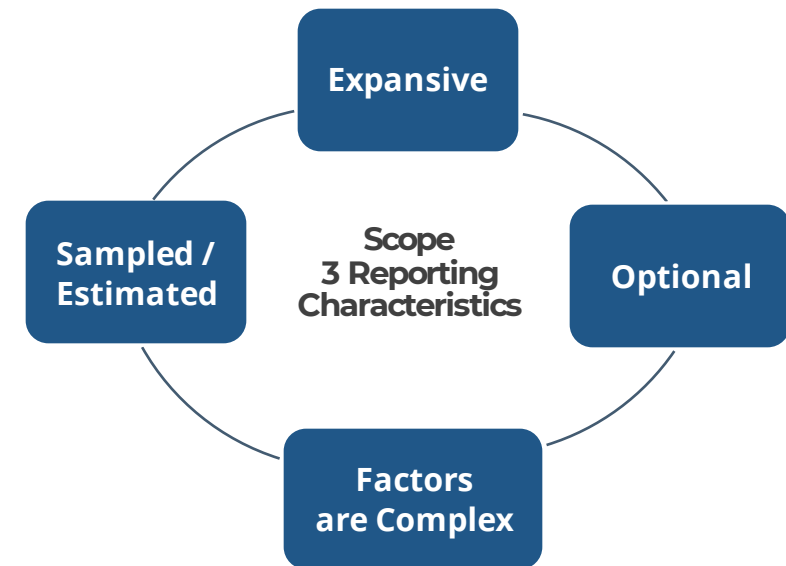 Expansive
Sampled /
Estimated
Scope
3 Reporting
Characteristics
Optional
Factors
are Complex